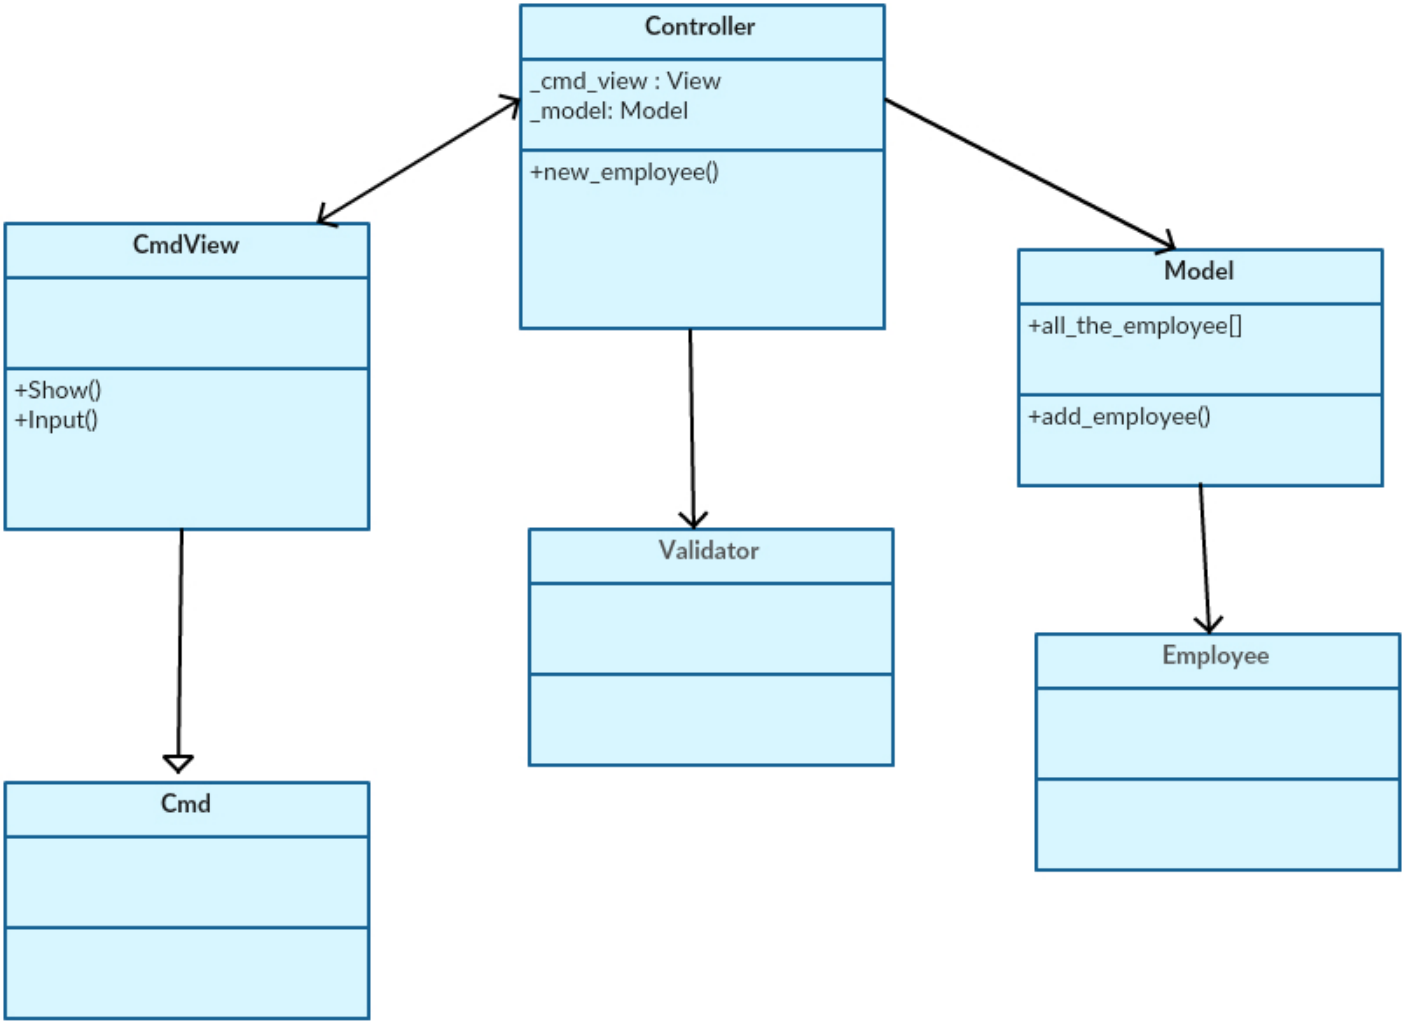 Controller
_cmd_view : View
_model: Model
+new_employee()
CmdView
+Show()
+Input()
Model
+all_the_employee[]
+add_employee()
Validator
Employee
Cmd